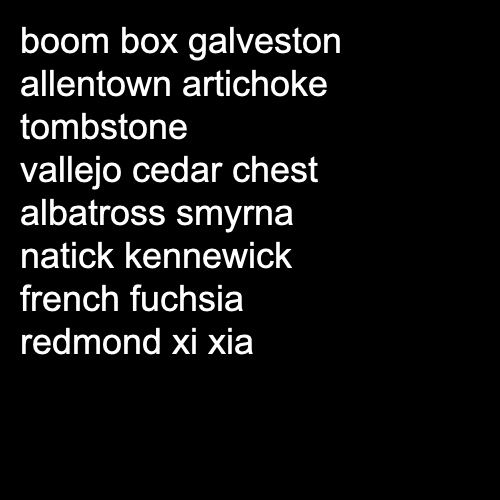 boom box galveston
allentown artichoke
tombstone
vallejo cedar chest
albatross smyrna
natick kennewick
french fuchsia
redmond xi xia